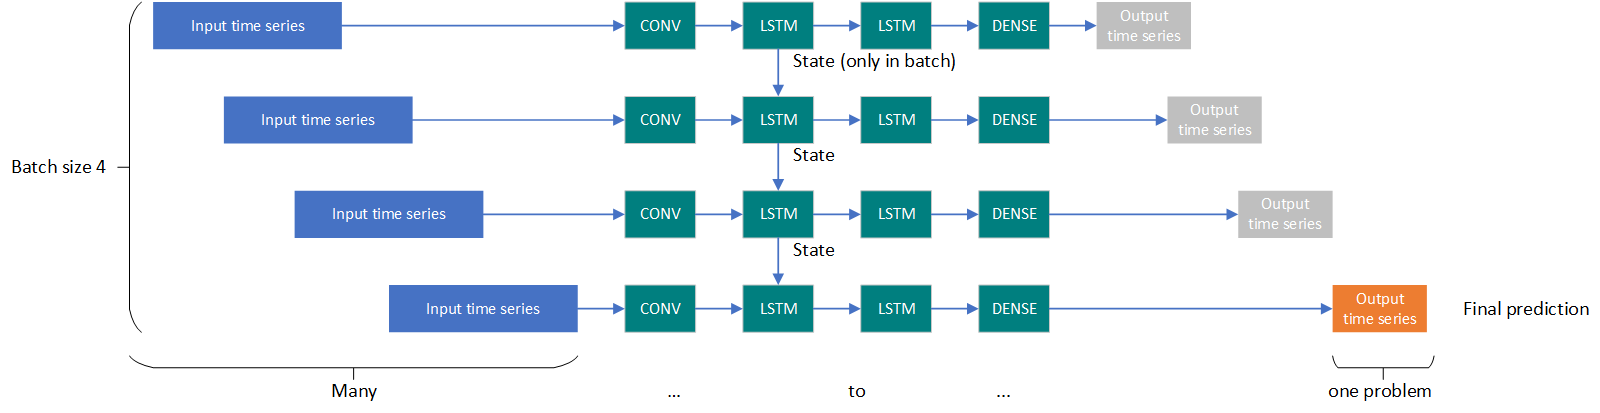 Input time series CONV LSTM LSTM DENSE Output
time series
State (only in batch)
Input time series CONV LSTM LSTM DENSE Output
time series
Batch size 4
State
Input time series CONV LSTM LSTM DENSE Output
time series
State
Input time series CONV LSTM LSTM DENSE Output
time series
Final prediction
Many ... to ... one problem